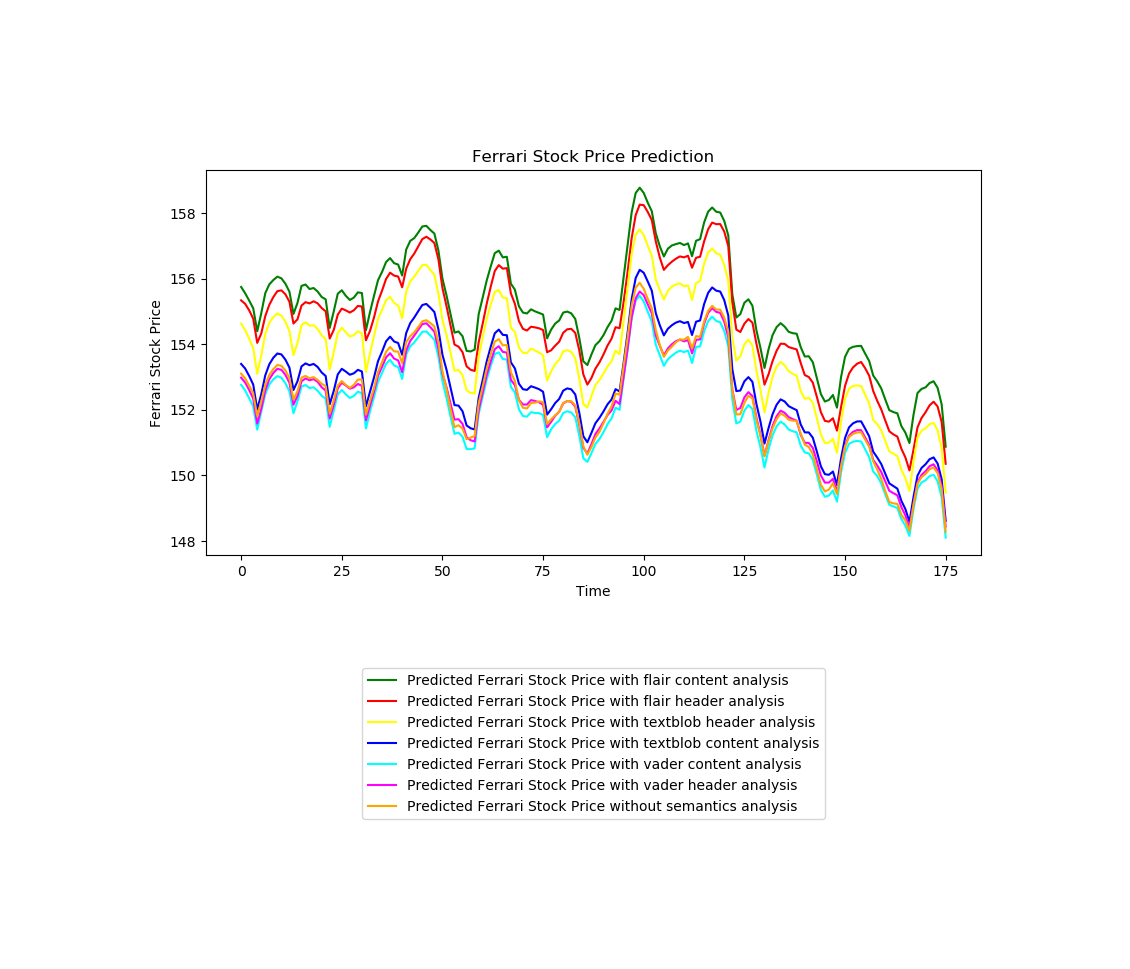 Ferrari Stock Price Prediction
Ferrari Stock Price
158
156
154
152
150
148
0 25 50 75 100 125 150 175
Time
Predicted Ferrari Stock Price with flair content analysis
Predicted Ferrari Stock Price with flair header analysis
Predicted Ferrari Stock Price with textblob header analysis
Predicted Ferrari Stock Price with textblob content analysis
Predicted Ferrari Stock Price with vader content analysis
Predicted Ferrari Stock Price with vader header analysis
Predicted Ferrari Stock Price without semantics analysis